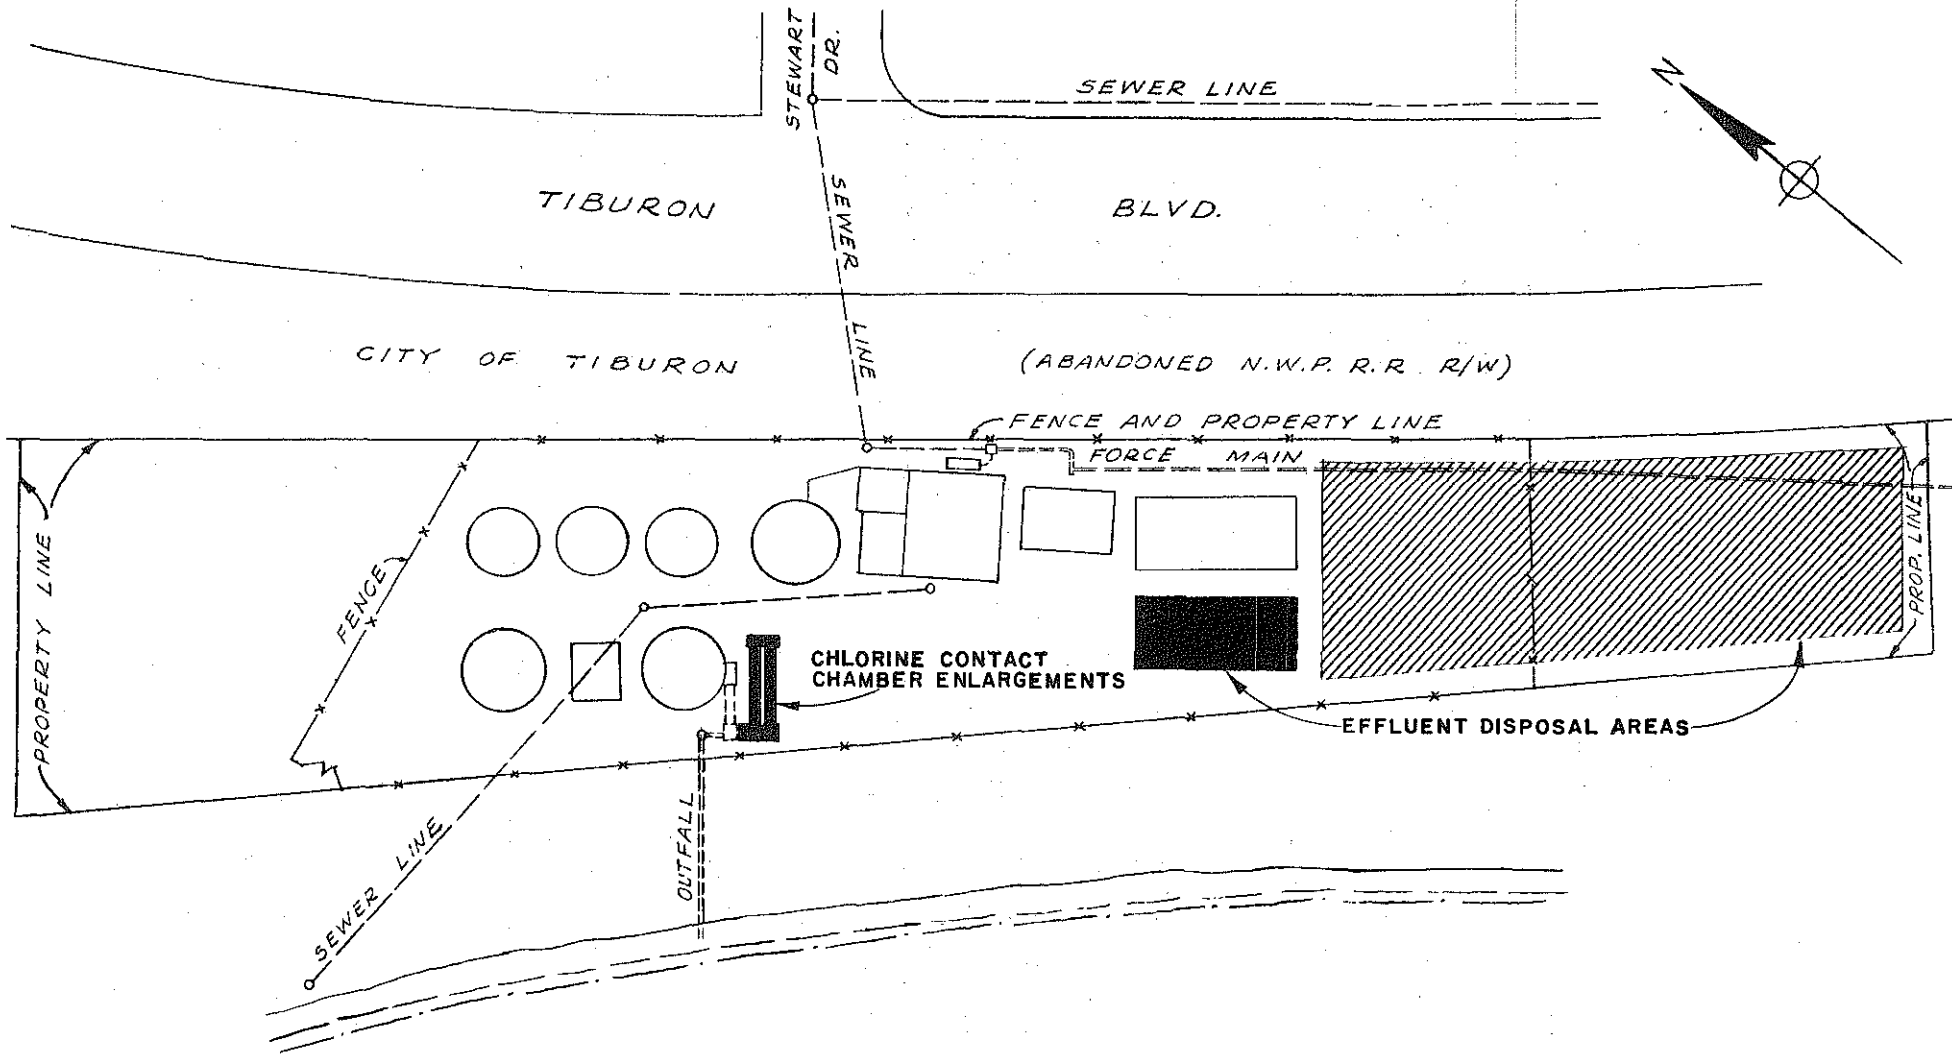 STEWART
DR.
SEWER LINE
N
TIBURON BLVD.
SEWER LINE
CITY OF TIBURON (ABANDONED N.W.P. R.R. R/W)
FENCE AND PROPERTY LINE
FORCE MAIN
PROPERTY LINE
FENCE
PROP. LINE
CHLORINE CONTACT
CHAMBER ENLARGEMENTS
EFFLUENT DISPOSAL AREAS
OUTFALL
SEWER LINE